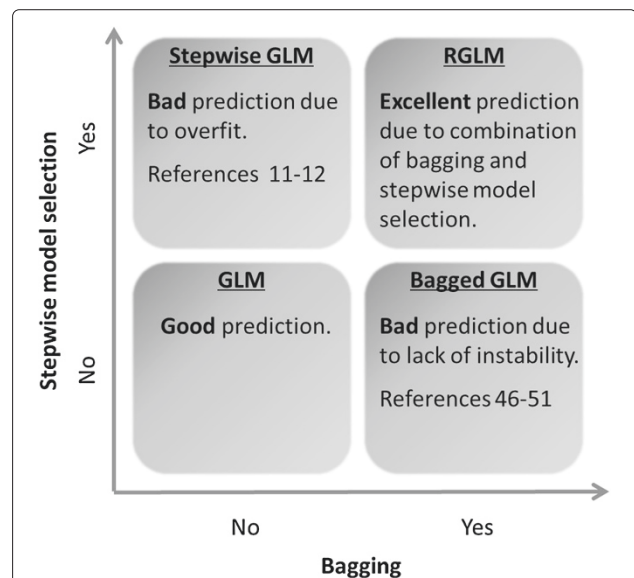 Stepwise model selection
Yes
No
Stepwise GLM
Bad prediction due
to overfit.
References 11-12
RGLM
Excellent prediction
due to combination
of bagging and
stepwise model
selection.
GLM
Good prediction.
Bagged GLM
Bad prediction due
to lack of instability.
References 46-51
No
Yes
Bagging